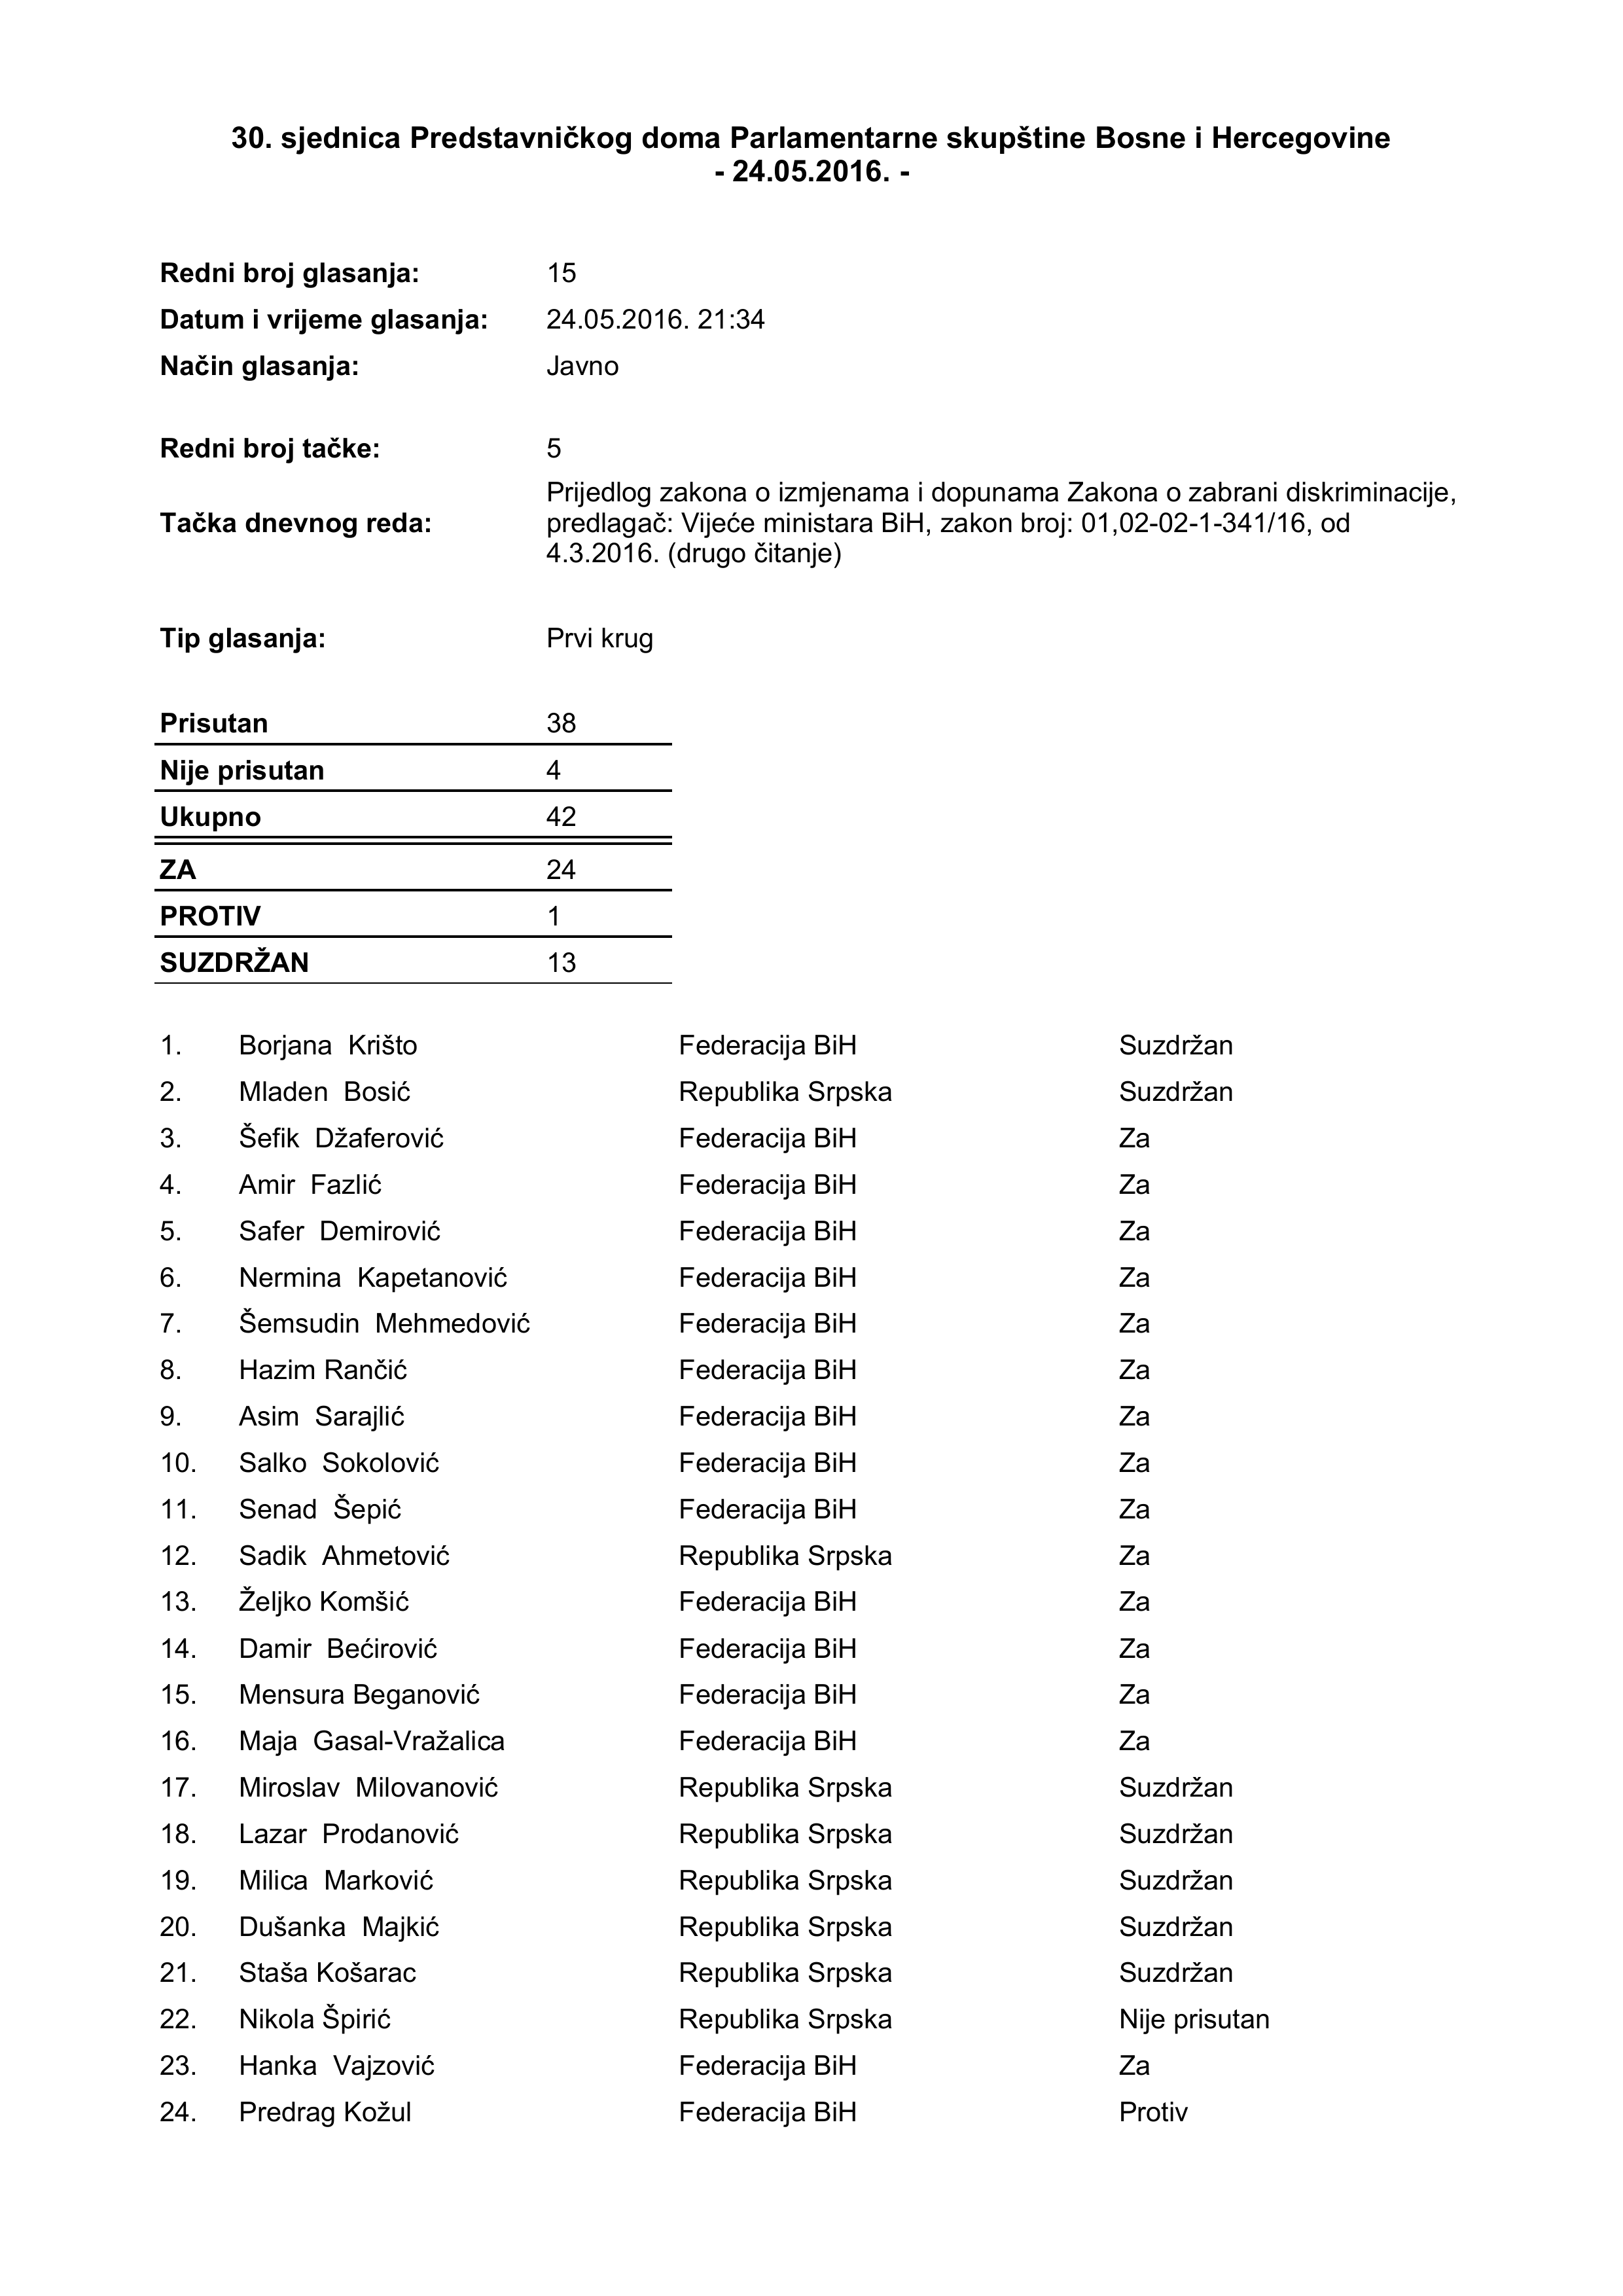 30. sjednica Predstavničkog doma Parlamentarne skupštine Bosne i Hercegovine
- 24.05.2016. -
Redni broj glasanja: 15
Datum i vrijeme glasanja: 24.05.2016. 21:34
Način glasanja: Javno
Redni broj tačke: 5
Tačka dnevnog reda: Prijedlog zakona o izmjenama i dopunama Zakona o zabrani diskriminacije,
predlagač: Vijeće ministara BiH, zakon broj: 01,02-02-1-341/16, od
4.3.2016. (drugo čitanje)
Tip glasanja: Prvi krug
Prisutan 38
Nije prisutan 4
Ukupno 42
ZA 24
PROTIV 1
SUZDRŽAN 13
1. Borjana Krišto Federacija BiH Suzdržan
2. Mladen Bosić Republika Srpska Suzdržan
3. Šefik Džaferović Federacija BiH Za
4. Amir Fazlić Federacija BiH Za
5. Safer Demirović Federacija BiH Za
6. Nermina Kapetanović Federacija BiH Za
7. Šemsudin Mehmedović Federacija BiH Za
8. Hazim Rančić Federacija BiH Za
9. Asim Sarajlić Federacija BiH Za
10. Salko Sokolović Federacija BiH Za
11. Senad Šepić Federacija BiH Za
12. Sadik Ahmetović Republika Srpska Za
13. Željko Komšić Federacija BiH Za
14. Damir Bećirović Federacija BiH Za
15. Mensura Beganović Federacija BiH Za
16. Maja Gasal-Vražalica Federacija BiH Za
17. Miroslav Milovanović Republika Srpska Suzdržan
18. Lazar Prodanović Republika Srpska Suzdržan
19. Milica Marković Republika Srpska Suzdržan
20. Dušanka Majkić Republika Srpska Suzdržan
21. Staša Košarac Republika Srpska Suzdržan
22. Nikola Špirić Republika Srpska Nije prisutan
23. Hanka Vajzović Federacija BiH Za
24. Predrag Kožul Federacija BiH Protiv